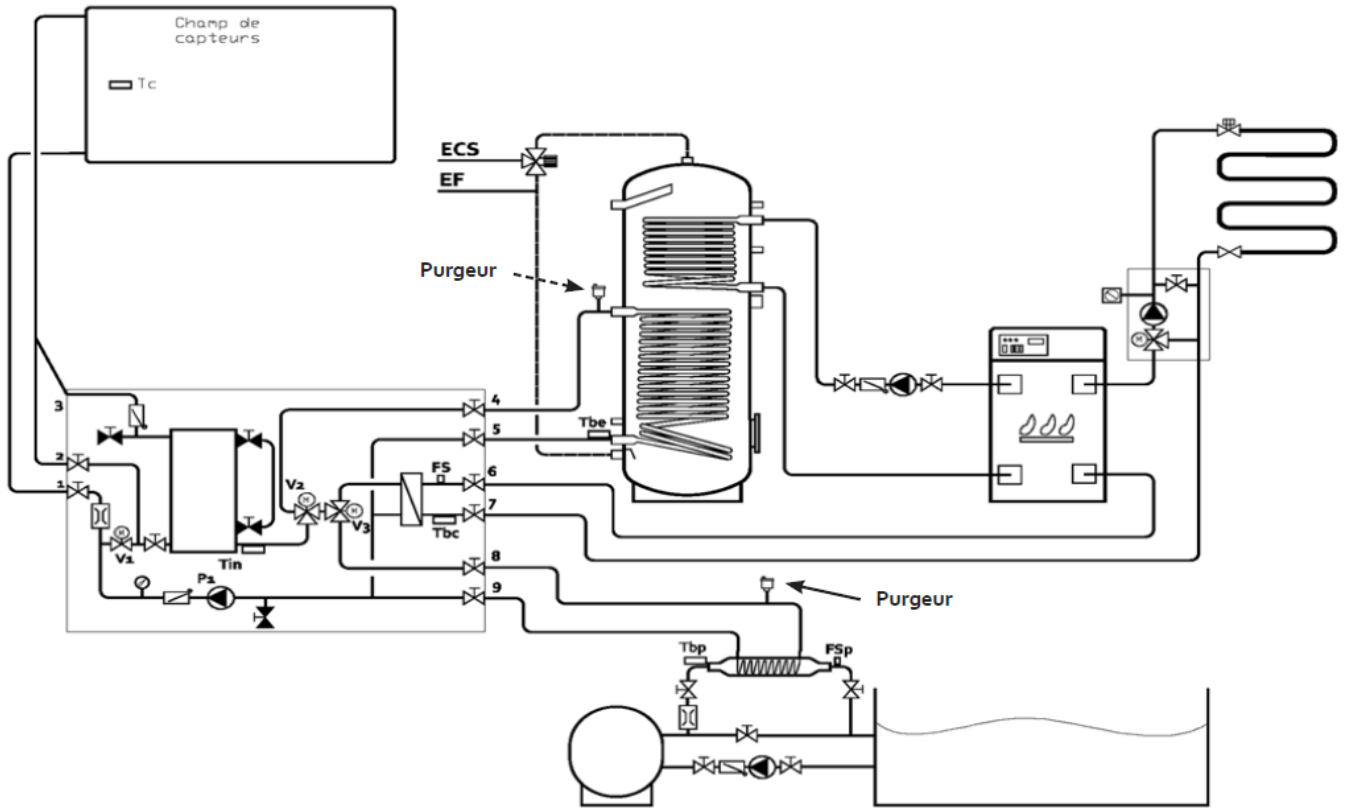 Champ de
capteurs
Tc
ECS
EF
Purgeur
3
4
Tbe
5
2
FS
6
1
V2
V3
7
Tbc
V1
Tin
8
P1
9
Purgeur
Tbp
FSp
M
M
M
M